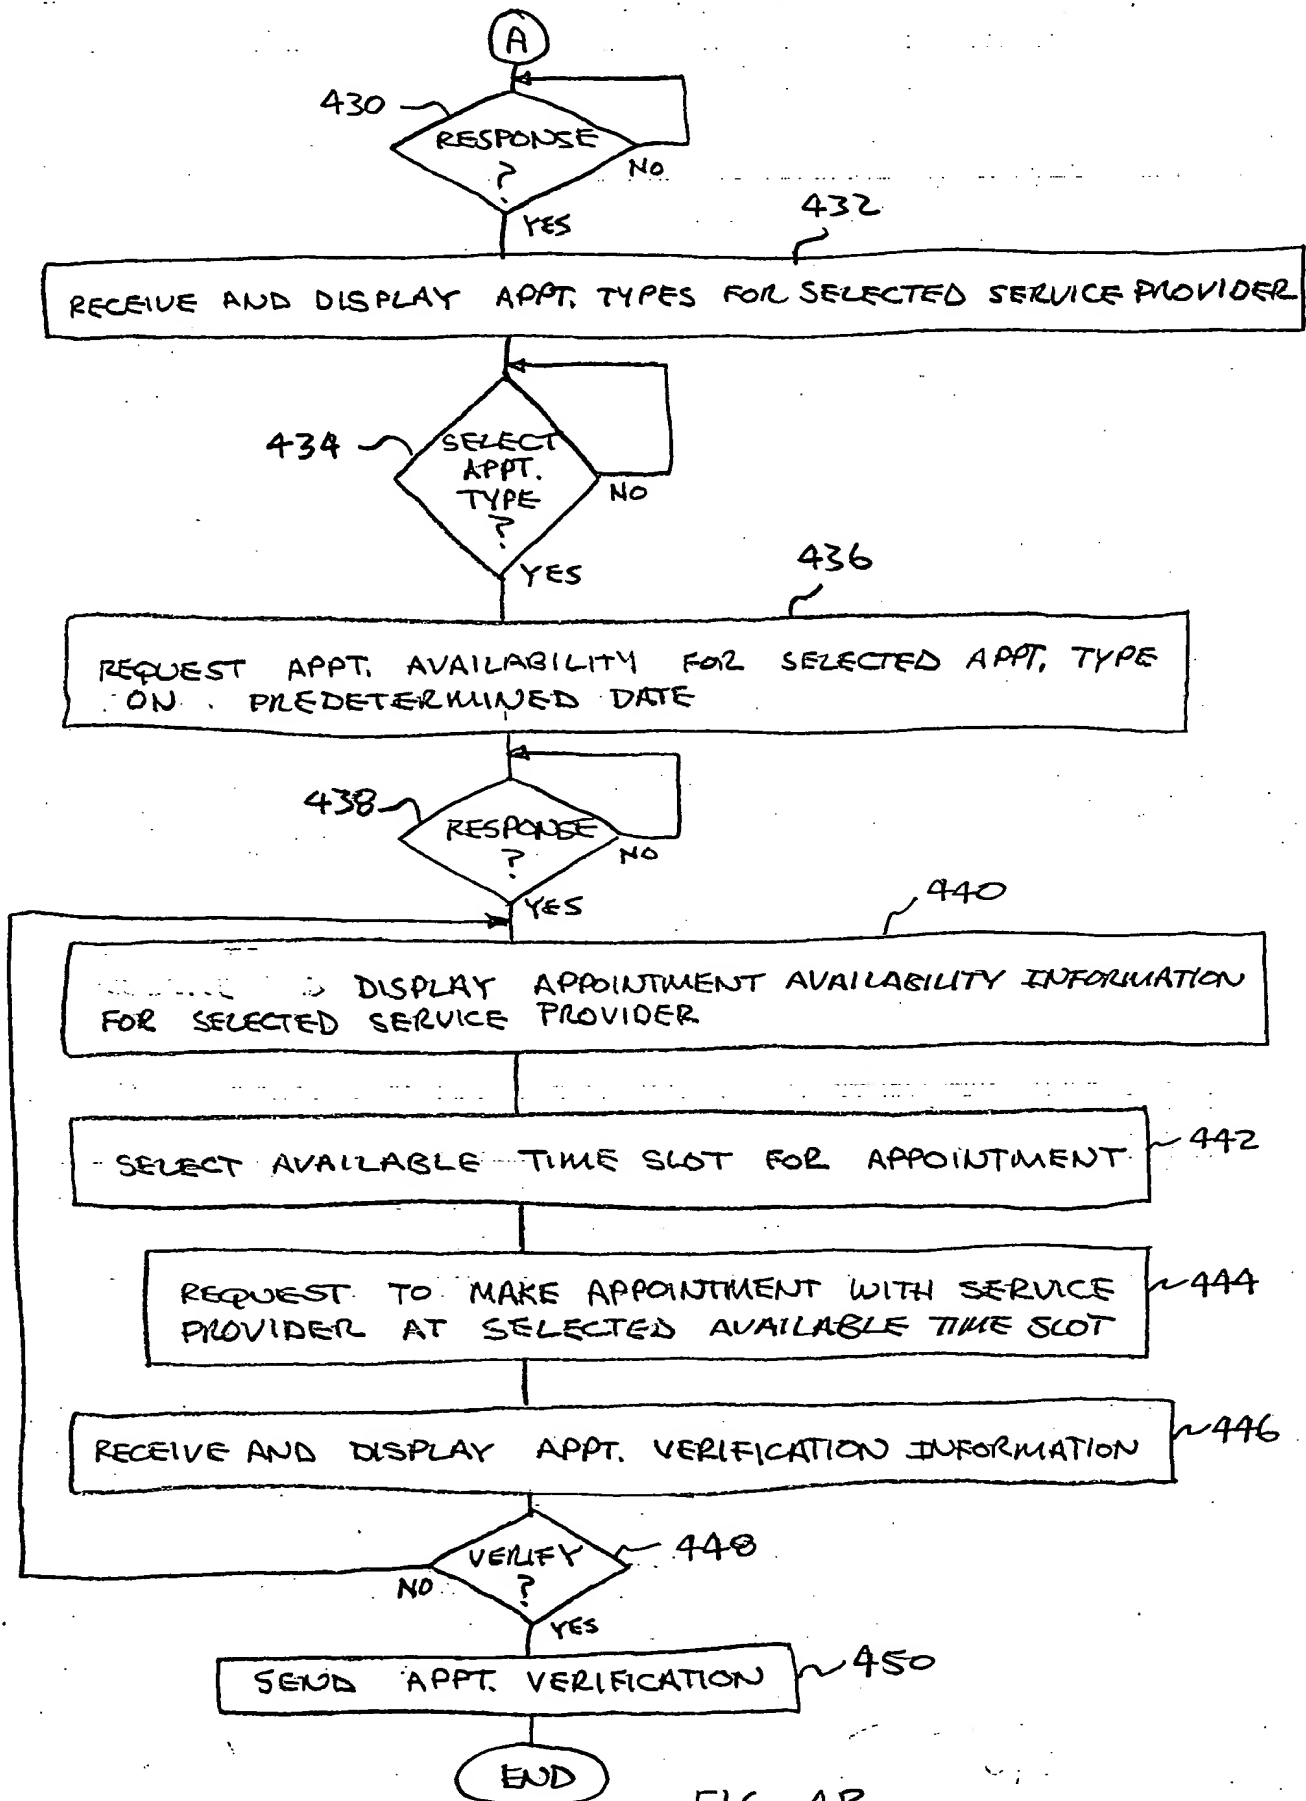 A
430
RESPONSE
?
NO
YES
432
RECEIVE AND DISPLAY APPT. TYPES FOR SELECTED SERVICE PROVIDER
434
SELECT
APPT.
TYPE
?
NO
YES
436
REQUEST APPT. AVAILABILITY FOR SELECTED APPT. TYPE
ON PREDETERMINED DATE
438
RESPONSE
?
NO
YES
440
DISPLAY APPOINTMENT AVAILABILITY INFORMATION
FOR SELECTED SERVICE PROVIDER
SELECT AVAILABLE TIME SLOT FOR APPOINTMENT
442
REQUEST TO MAKE APPOINTMENT WITH SERVICE
PROVIDER AT SELECTED AVAILABLE TIME SLOT
444
RECEIVE AND DISPLAY APPT. VERIFICATION INFORMATION
446
VERIFY
?
448
NO
YES
SEND APPT. VERIFICATION
450
END
FIG. 4B